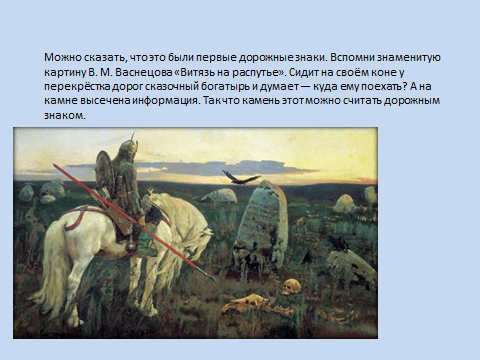 Можно сказать, что это были первые дорожные знаки. Вспомни знаменитую
картину В. М. Васнецова «Витязь на распутье». Сидит на своём коне у
перекрёстка дорог сказочный богатырь и думает — куда ему поехать? А на
камне высечена информация. Так что камень этот можно считать дорожным
знаком.